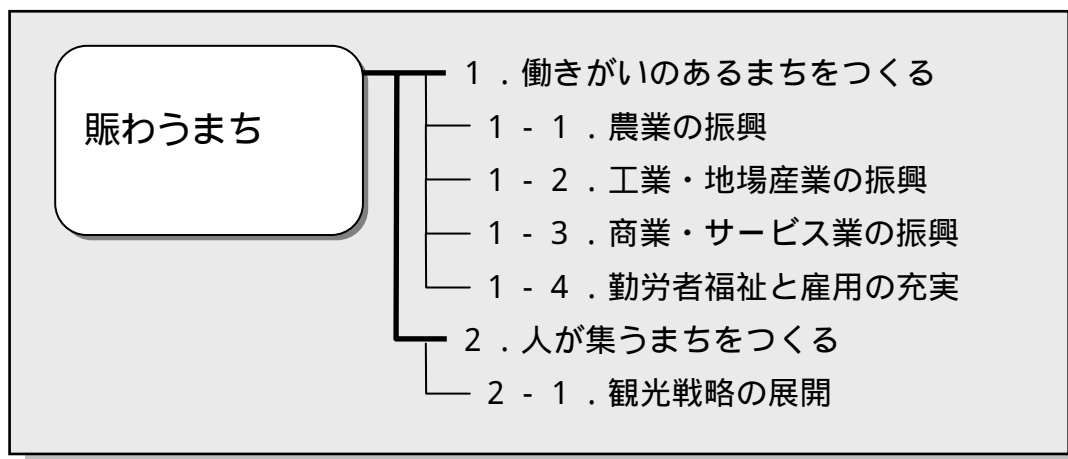 賑わうまち
1．働きがいのあるまちをつくる
1-1．農業の振興
1-2．工業・地場産業の振興
1-3．商業・サービス業の振興
1-4．勤労者福祉と雇用の充実
2．人が集うまちをつくる
2-1．観光戦略の展開